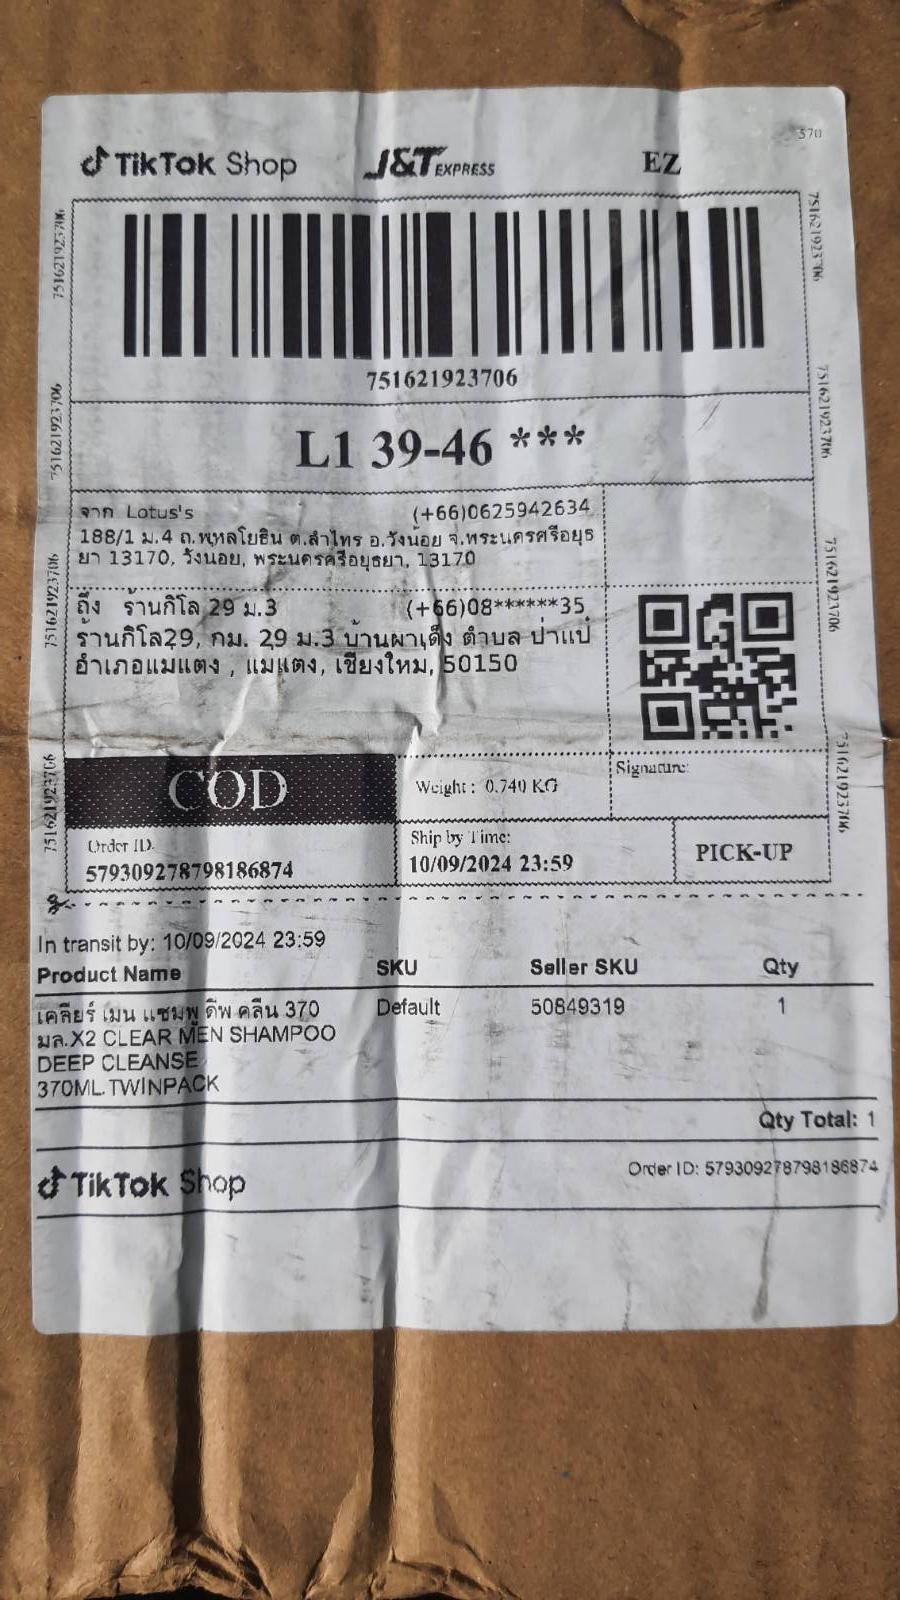 370
TikTok Shop J&T EXPRESS EZ
751621923706
L1 39-46 ***
จาก Lotus's (+66)0625942634
188/1 ม.4 ถ.พหลโยธิน ต.ลำไทร อ.วังน้อย จ.พระนครศรีอยุธ
ยา 13170, วังน้อย, พระนครศรีอยุธยา, 13170
ถึง ร้านกิโล 29 ม.3 (+66)08******35
ร้านกิโล29, กม. 29 ม.3 บ้านผาเด็ง ตำบล ป่าแป๋
อำเภอแม่แตง , แม่แตง, เชียงใหม่, 50150
COD
Weight : 0.740 KG
Signature:
Order ID.
579309278798186874
Ship by Time:
10/09/2024 23:59
PICK-UP
751621923706
751621923706
751621923706
751621923706
751621923706
751621923706
751621923706
751621923706
In transit by: 10/09/2024 23:59
Product Name SKU Seller SKU Qty
เคลียร์ เมน แชมพู ดีพ คลีน 370 Default 50849319 1
มล.X2 CLEAR MEN SHAMPOO
DEEP CLEANSE
370ML.TWINPACK
Qty Total: 1
TikTok Shop Order ID: 579309278798186874